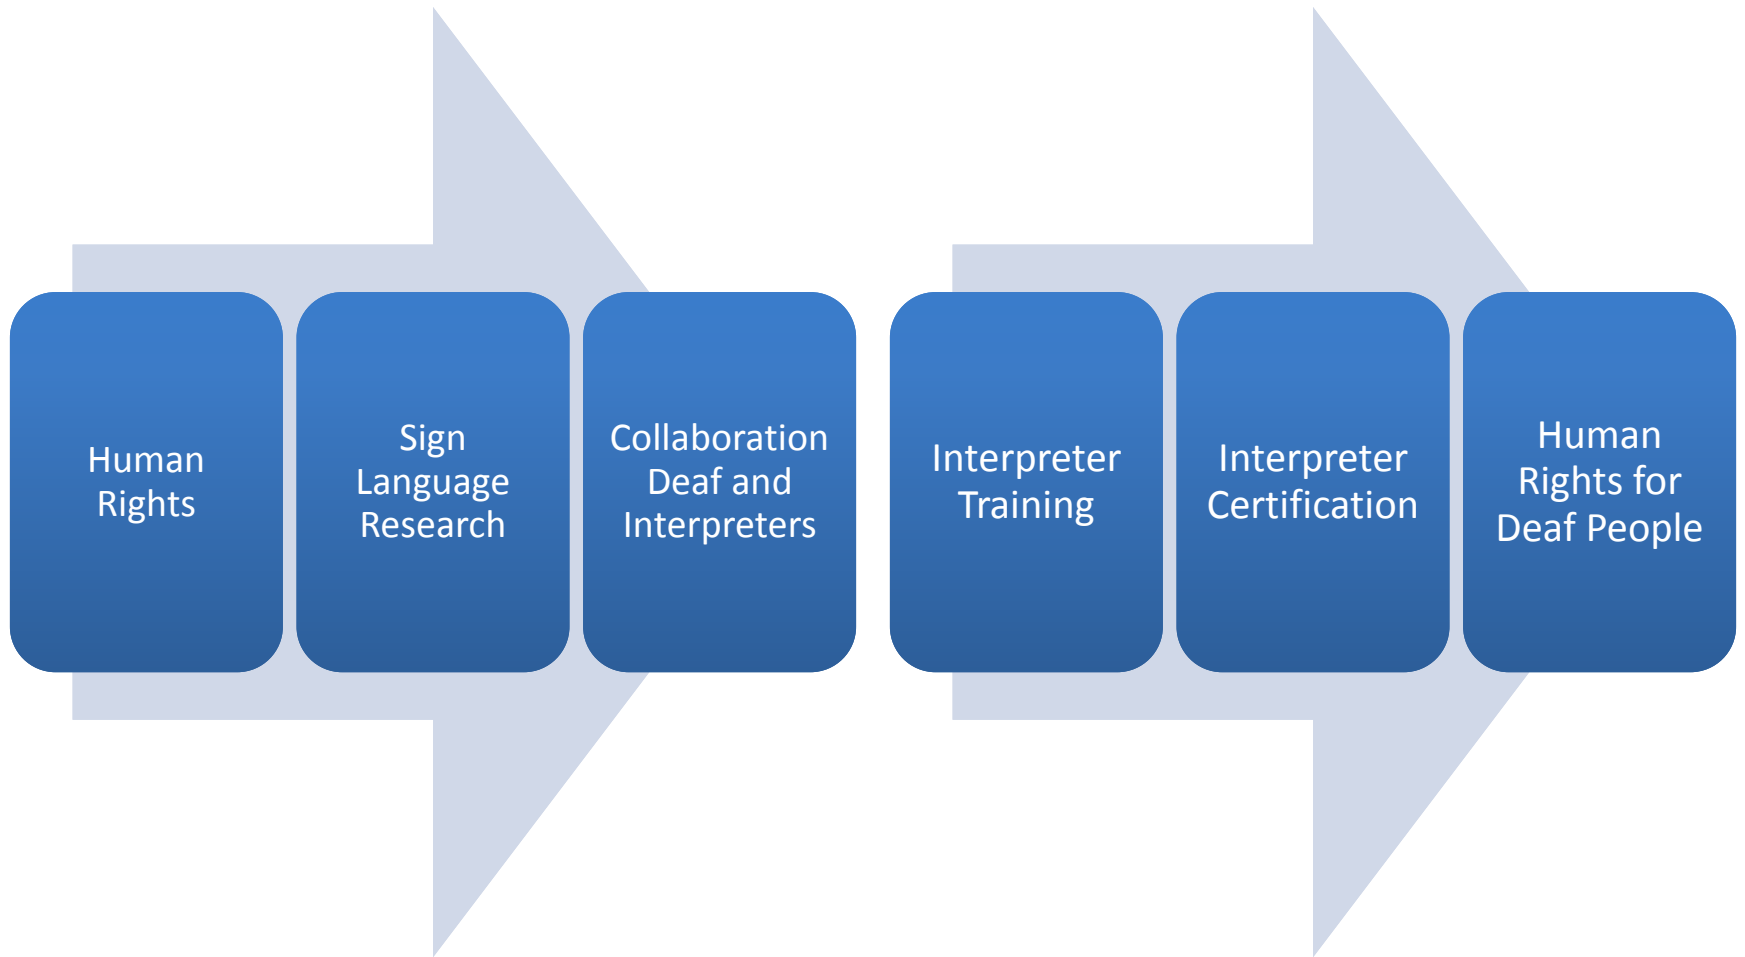 Human
Rights
Sign
Language
Research
Collaboration
Deaf and
Interpreters
Interpreter
Training
Interpreter
Certification
Human
Rights for
Deaf People